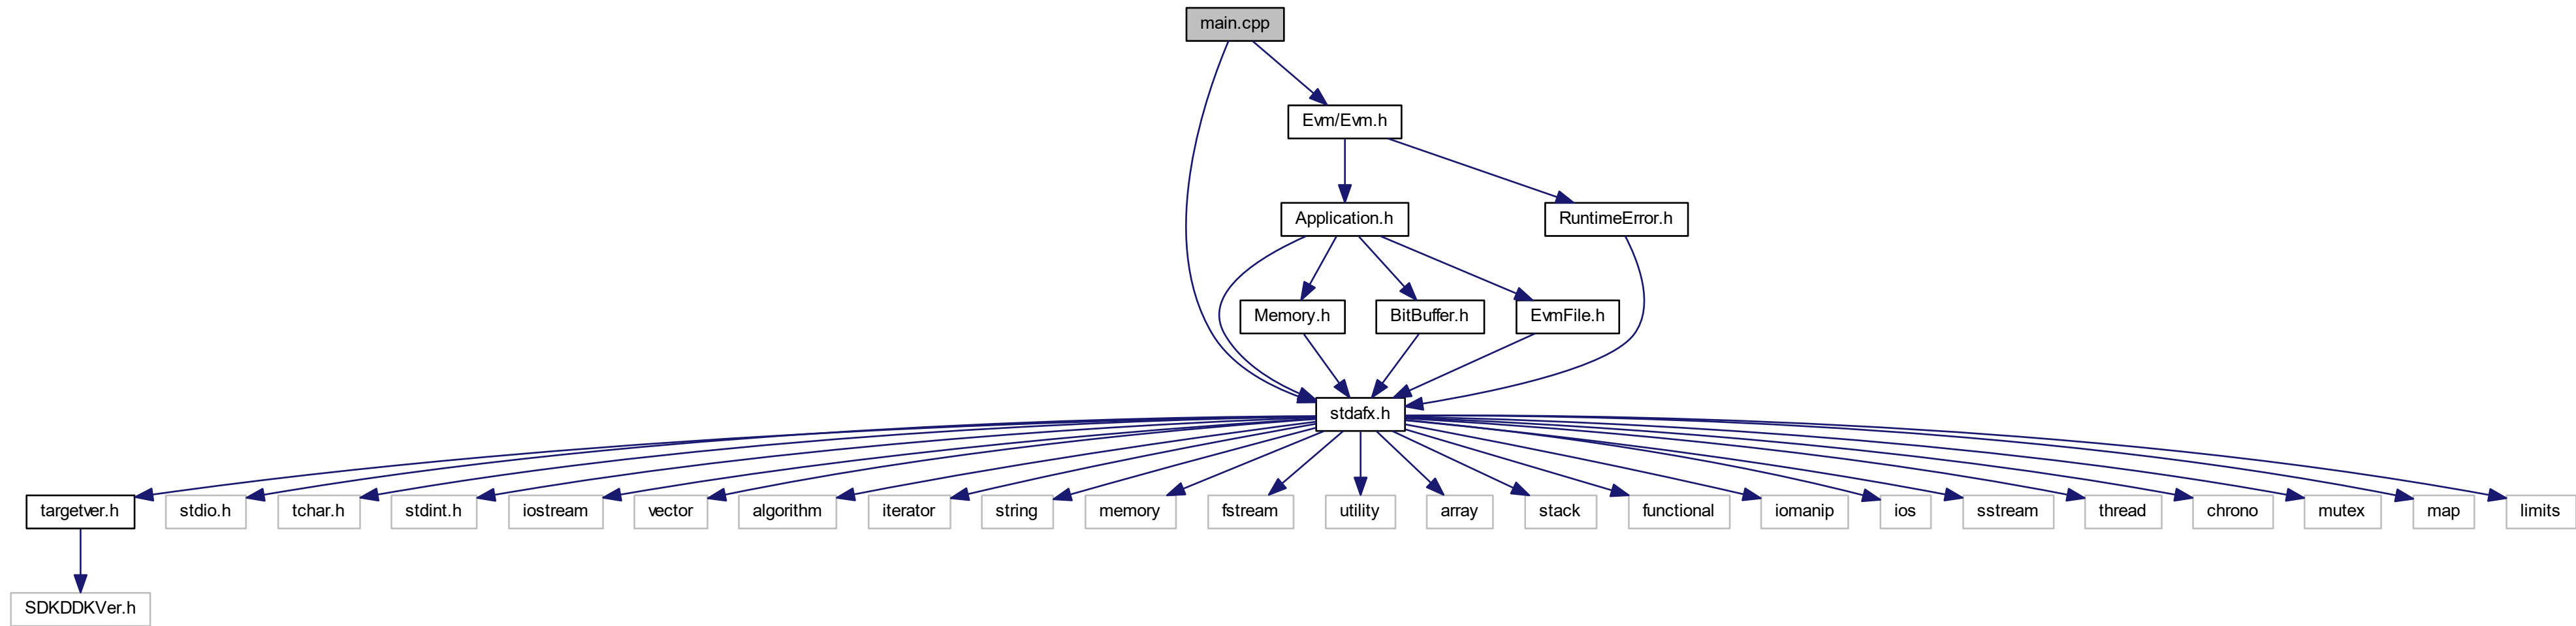 main.cpp
Evm/Evm.h
Application.h
RuntimeError.h
Memory.h
BitBuffer.h
EvmFile.h
stdafx.h
targetver.h
stdio.h
tchar.h
stdint.h
iostream
vector
algorithm
iterator
string
memory
fstream
utility
array
stack
functional
iomanip
ios
sstream
thread
chrono
mutex
map
limits
SDKDDKVer.h